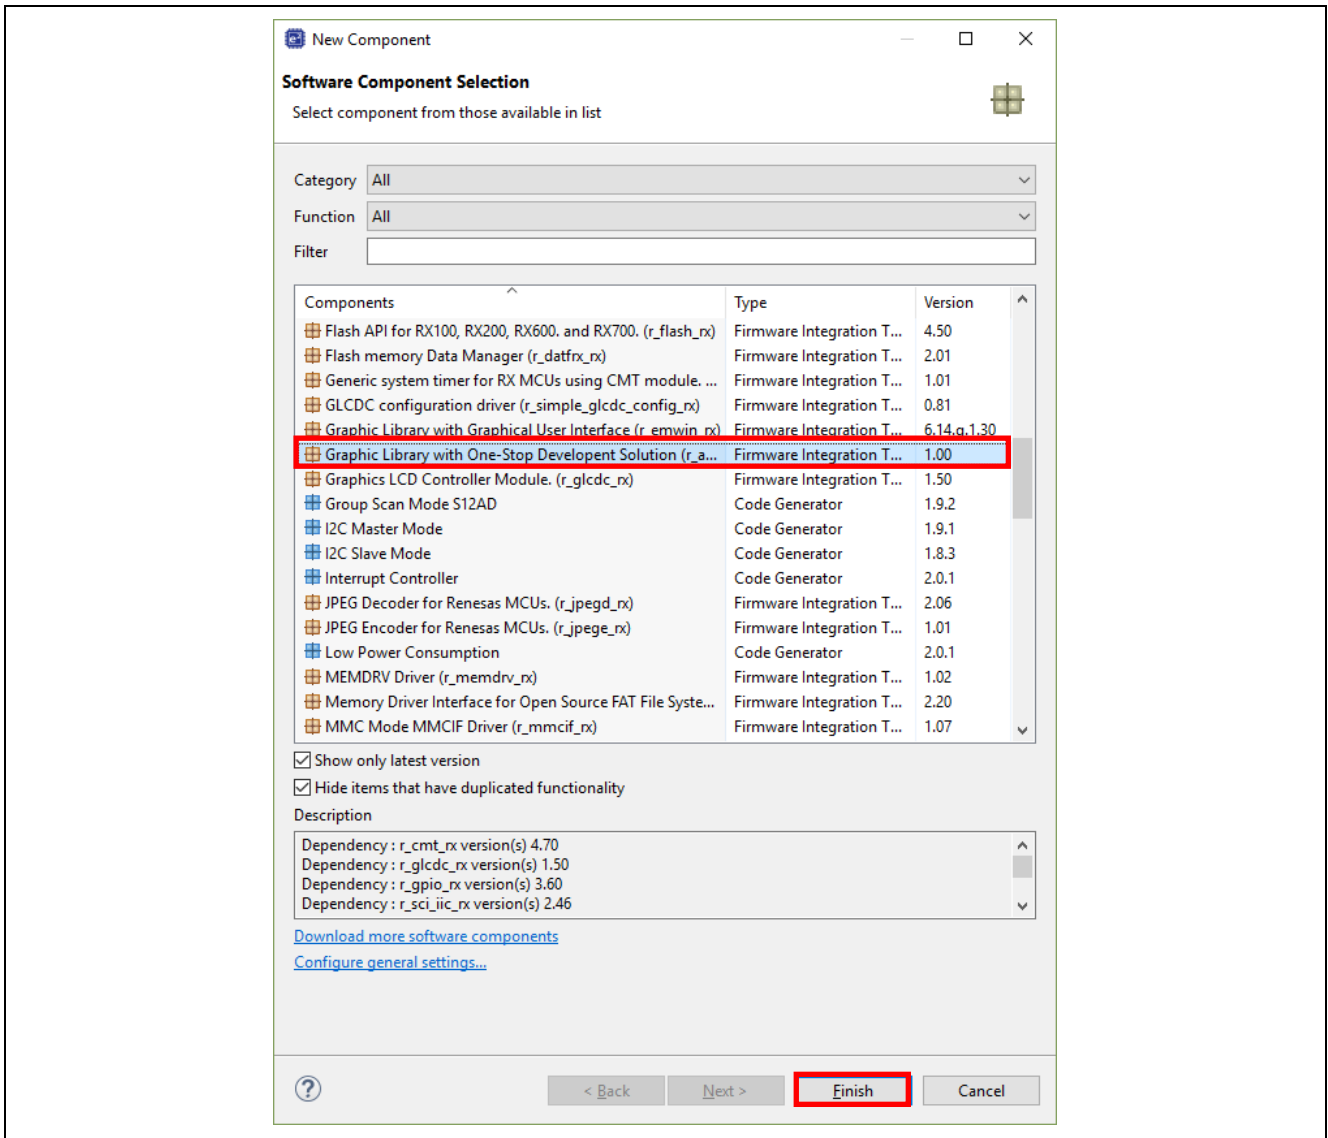 New Component
Software Component Selection
Select component from those available in list
Category All
Function All
Filter
Components Type Version
Flash API for RX100, RX200, RX600. and RX700. (r_flash_rx) Firmware Integration T... 4.50
Flash memory Data Manager (r_datfrx_rx) Firmware Integration T... 2.01
Generic system timer for RX MCUs using CMT module. ... Firmware Integration T... 1.01
GLCDC configuration driver (r_simple_glcdc_config_rx) Firmware Integration T... 0.81
Graphic Library with Graphical User Interface (r_emwin_rx) Firmware Integration T... 6.14.g.1.30
Graphic Library with One-Stop Developent Solution (r_a... Firmware Integration T... 1.00
Graphics LCD Controller Module. (r_glcdc_rx) Firmware Integration T... 1.50
Group Scan Mode S12AD Code Generator 1.9.2
I2C Master Mode Code Generator 1.9.1
I2C Slave Mode Code Generator 1.8.3
Interrupt Controller Code Generator 2.0.1
JPEG Decoder for Renesas MCUs. (r_jpegd_rx) Firmware Integration T... 2.06
JPEG Encoder for Renesas MCUs. (r_jpege_rx) Firmware Integration T... 1.01
Low Power Consumption Code Generator 2.0.1
MEMDRV Driver (r_memdrv_rx) Firmware Integration T... 1.02
Memory Driver Interface for Open Source FAT File Syste... Firmware Integration T... 2.20
MMC Mode MMCIF Driver (r_mmcif_rx) Firmware Integration T... 1.07
Show only latest version
Hide items that have duplicated functionality
Description
Dependency : r_cmt_rx version(s) 4.70
Dependency : r_glcdc_rx version(s) 1.50
Dependency : r_gpio_rx version(s) 3.60
Dependency : r_sci_iic_rx version(s) 2.46
Download more software components
Configure general settings...
? < Back Next > Finish Cancel